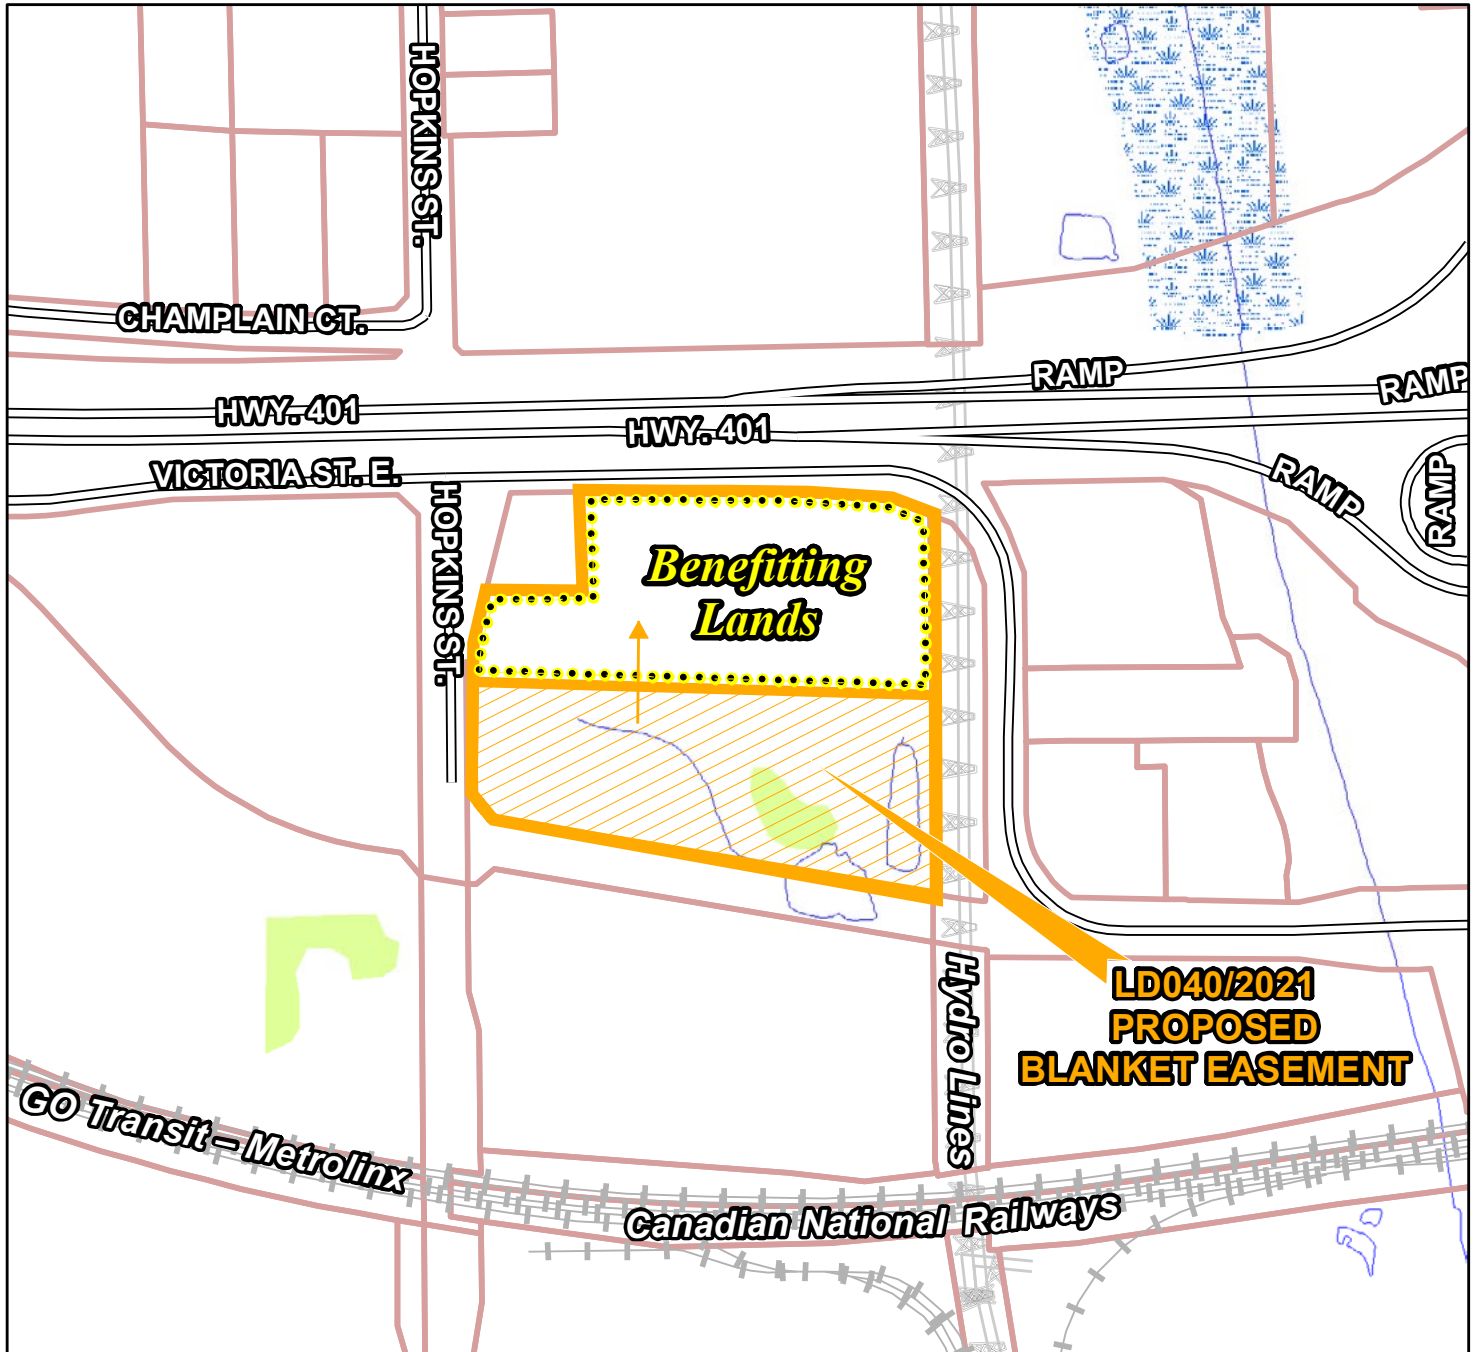 HOPKINS ST.
CHAMPLAIN CT.
RAMP
RAMP
HWY. 401
HWY. 401
VICTORIA ST. E.
RAMP
RAMP
HOPKINS ST.
Benefitting
Lands
LD040/2021
PROPOSED
BLANKET EASEMENT
Hydro Lines
GO Transit – Metrolinx
Canadian National Railways